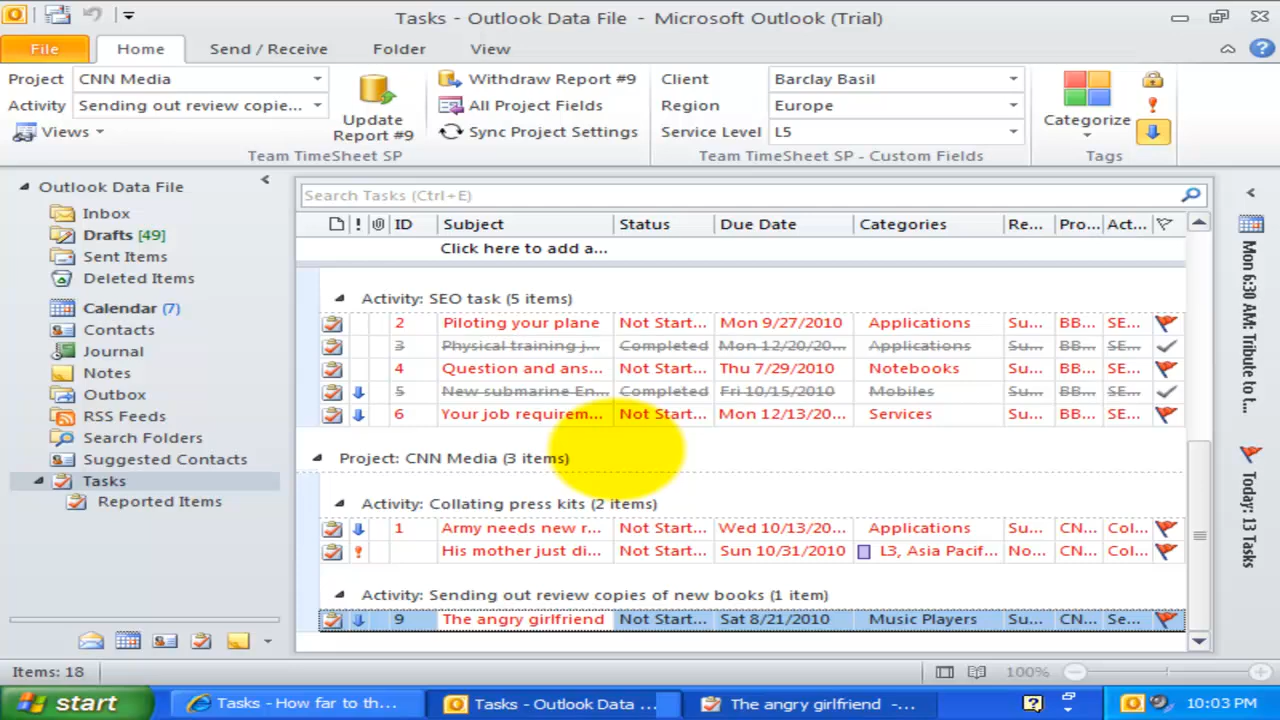 Tasks - Outlook Data File - Microsoft Outlook (Trial)
File Home Send / Receive Folder View
Project CNN Media
Activity Sending out review copie...
Views
Update
Report #9
Withdraw Report #9
All Project Fields
Sync Project Settings
Team TimeSheet SP
Client Barclay Basil
Region Europe
Service Level L5
Team TimeSheet SP - Custom Fields
Categorize
Tags
Outlook Data File
Inbox
Drafts [49]
Sent Items
Deleted Items
Calendar (7)
Contacts
Journal
Notes
Outbox
RSS Feeds
Search Folders
Suggested Contacts
Tasks
Reported Items
Search Tasks (Ctrl+E)
! ID Subject Status Due Date Categories Re... Pro... Act...
Click here to add a...
Activity: SEO task (5 items)
2 Piloting your plane Not Start... Mon 9/27/2010 Applications Su... BB... SE...
3 Physical training j... Completed Mon 12/20/20... Applications Su... BB... SE...
4 Question and ans... Not Start... Thu 7/29/2010 Notebooks Su... BB... SE...
5 New submarine En... Completed Fri 10/15/2010 Mobiles Su... BB... SE...
6 Your job requirem... Not Start... Mon 12/13/20... Services Su... BB... SE...
Project: CNN Media (3 items)
Activity: Collating press kits (2 items)
1 Army needs new r... Not Start... Wed 10/13/20... Applications Su... CN... Col...
His mother just di... Not Start... Sun 10/31/2010 L3, Asia Pacif... No... CN... Col...
Activity: Sending out review copies of new books (1 item)
9 The angry girlfriend Not Start... Sat 8/21/2010 Music Players Su... CN... Se...
Mon 6:30 AM: Tribute to t...
Today: 13 Tasks
Items: 18
100%
start
Tasks - How far to th...
Tasks - Outlook Data ...
The angry girlfriend -...
10:03 PM